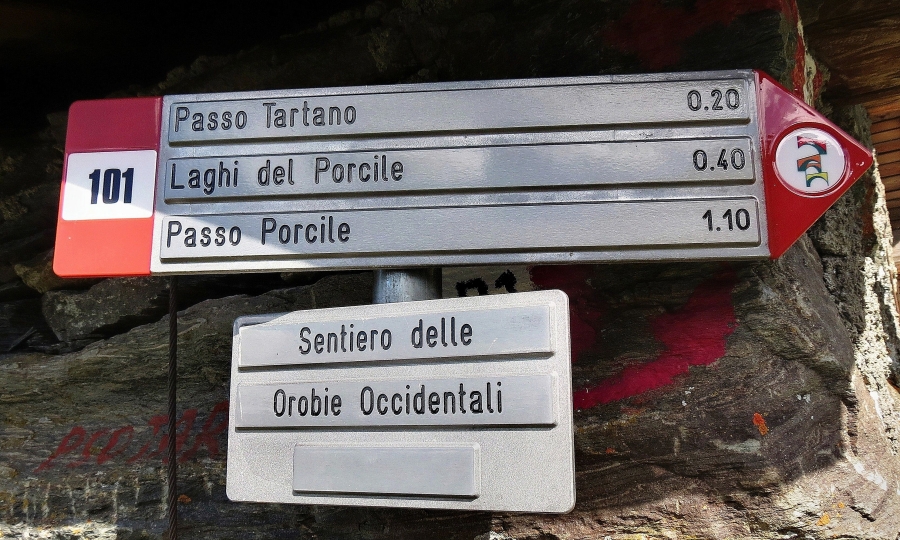 101
Passo Tartano 0.20
Laghi del Porcile 0.40
Passo Porcile 1.10
Sentiero delle
Orobie Occidentali